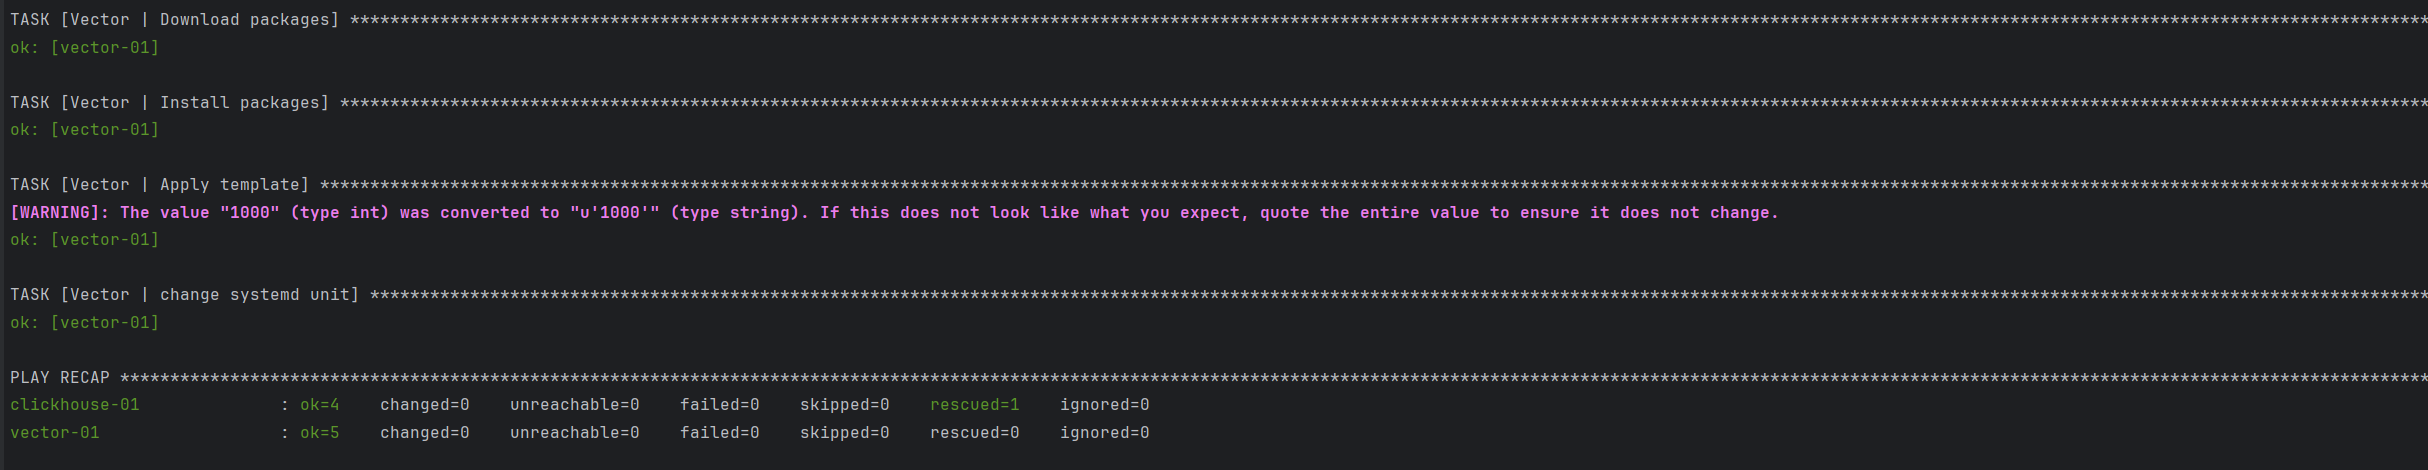 TASK [Vector | Download packages] ****************************************************************************************************************************************************************************************************************
ok: [vector-01]
TASK [Vector | Install packages] *****************************************************************************************************************************************************************************************************************
ok: [vector-01]
TASK [Vector | Apply template] *******************************************************************************************************************************************************************************************************************
[WARNING]: The value "1000" (type int) was converted to "u'1000'" (type string). If this does not look like what you expect, quote the entire value to ensure it does not change.
ok: [vector-01]
TASK [Vector | change systemd unit] **************************************************************************************************************************************************************************************************************
ok: [vector-01]
PLAY RECAP ***************************************************************************************************************************************************************************************************************************************
clickhouse-01 : ok=4 changed=0 unreachable=0 failed=0 skipped=0 rescued=1 ignored=0
vector-01 : ok=5 changed=0 unreachable=0 failed=0 skipped=0 rescued=0 ignored=0